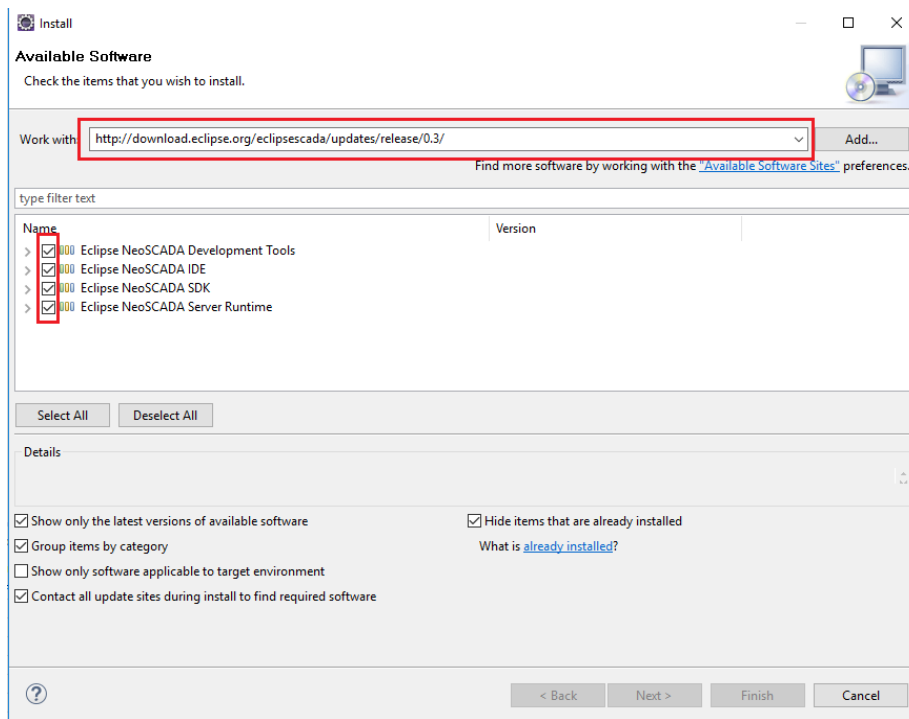 Install
Available Software
Check the items that you wish to install.
Work with: http://download.eclipse.org/eclipsescada/updates/release/0.3/ Add...
Find more software by working with the "Available Software Sites" preferences.
type filter text
Name Version
Eclipse NeoSCADA Development Tools
Eclipse NeoSCADA IDE
Eclipse NeoSCADA SDK
Eclipse NeoSCADA Server Runtime
Select All Deselect All
Details
Show only the latest versions of available software Hide items that are already installed
Group items by category What is already installed?
Show only software applicable to target environment
Contact all update sites during install to find required software
? < Back Next > Finish Cancel